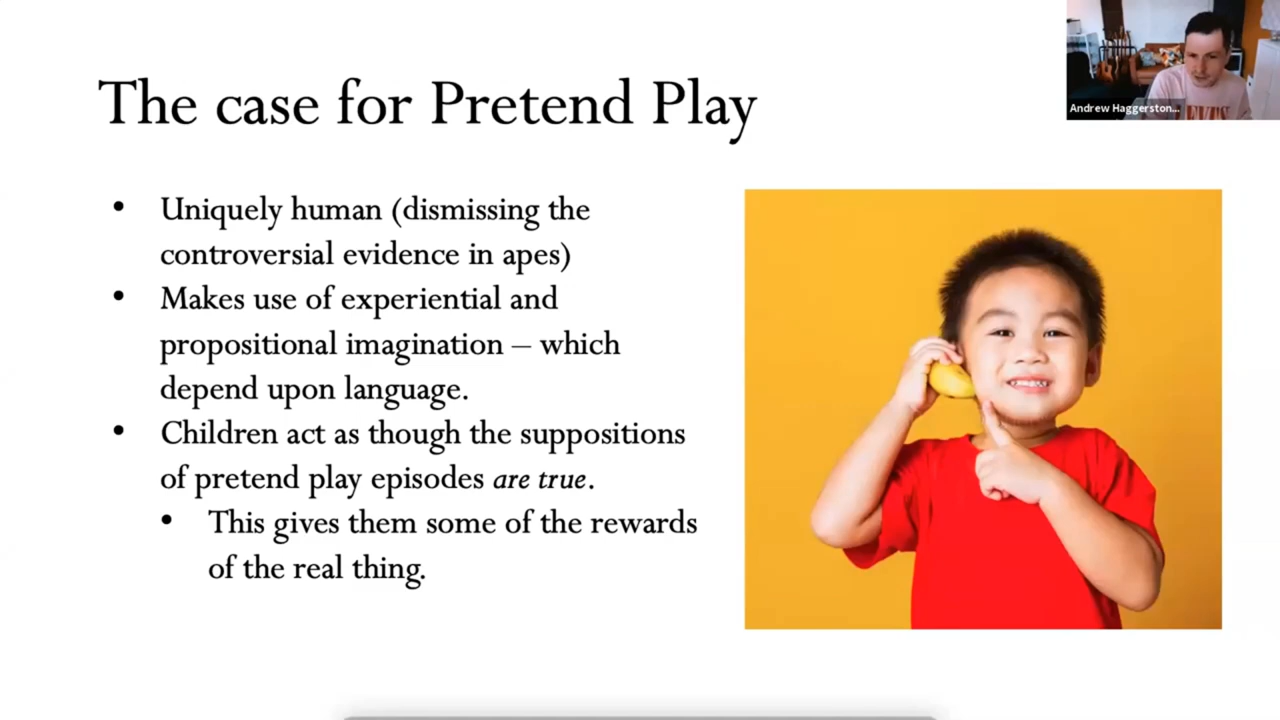 The case for Pretend Play
Andrew Haggerston...
• Uniquely human (dismissing the
controversial evidence in apes)
• Makes use of experiential and
propositional imagination – which
depend upon language.
• Children act as though the suppositions
of pretend play episodes are true.
• This gives them some of the rewards
of the real thing.